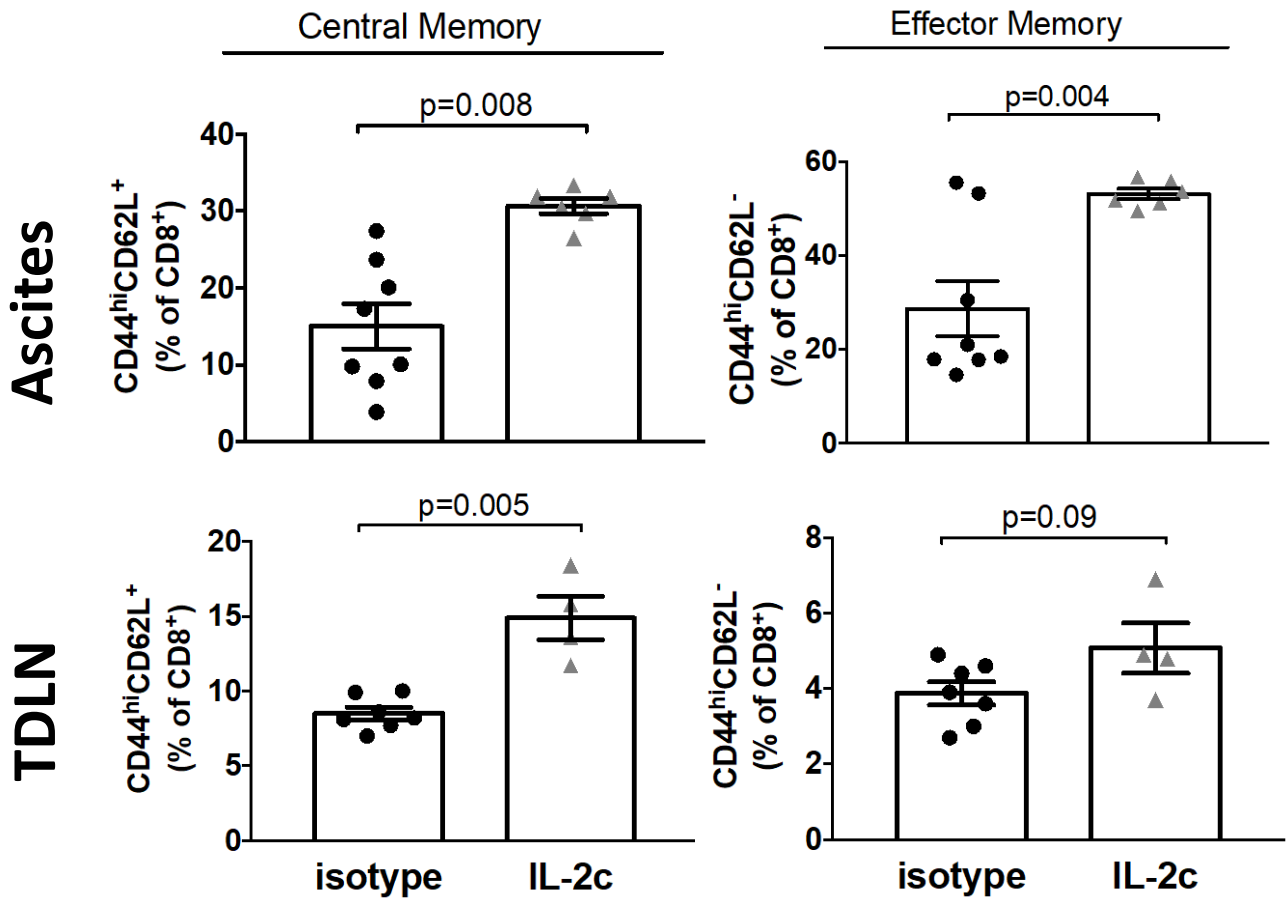 Central Memory
Effector Memory
Ascites
p=0.008
CD44hiCD62L+
(% of CD8+)
40
30
20
10
0
p=0.004
CD44hiCD62L-
(% of CD8+)
60
40
20
0
TDLN
p=0.005
CD44hiCD62L+
(% of CD8+)
20
15
10
5
0
isotype
IL-2c
p=0.09
CD44hiCD62L-
(% of CD8+)
8
6
4
2
0
isotype
IL-2c